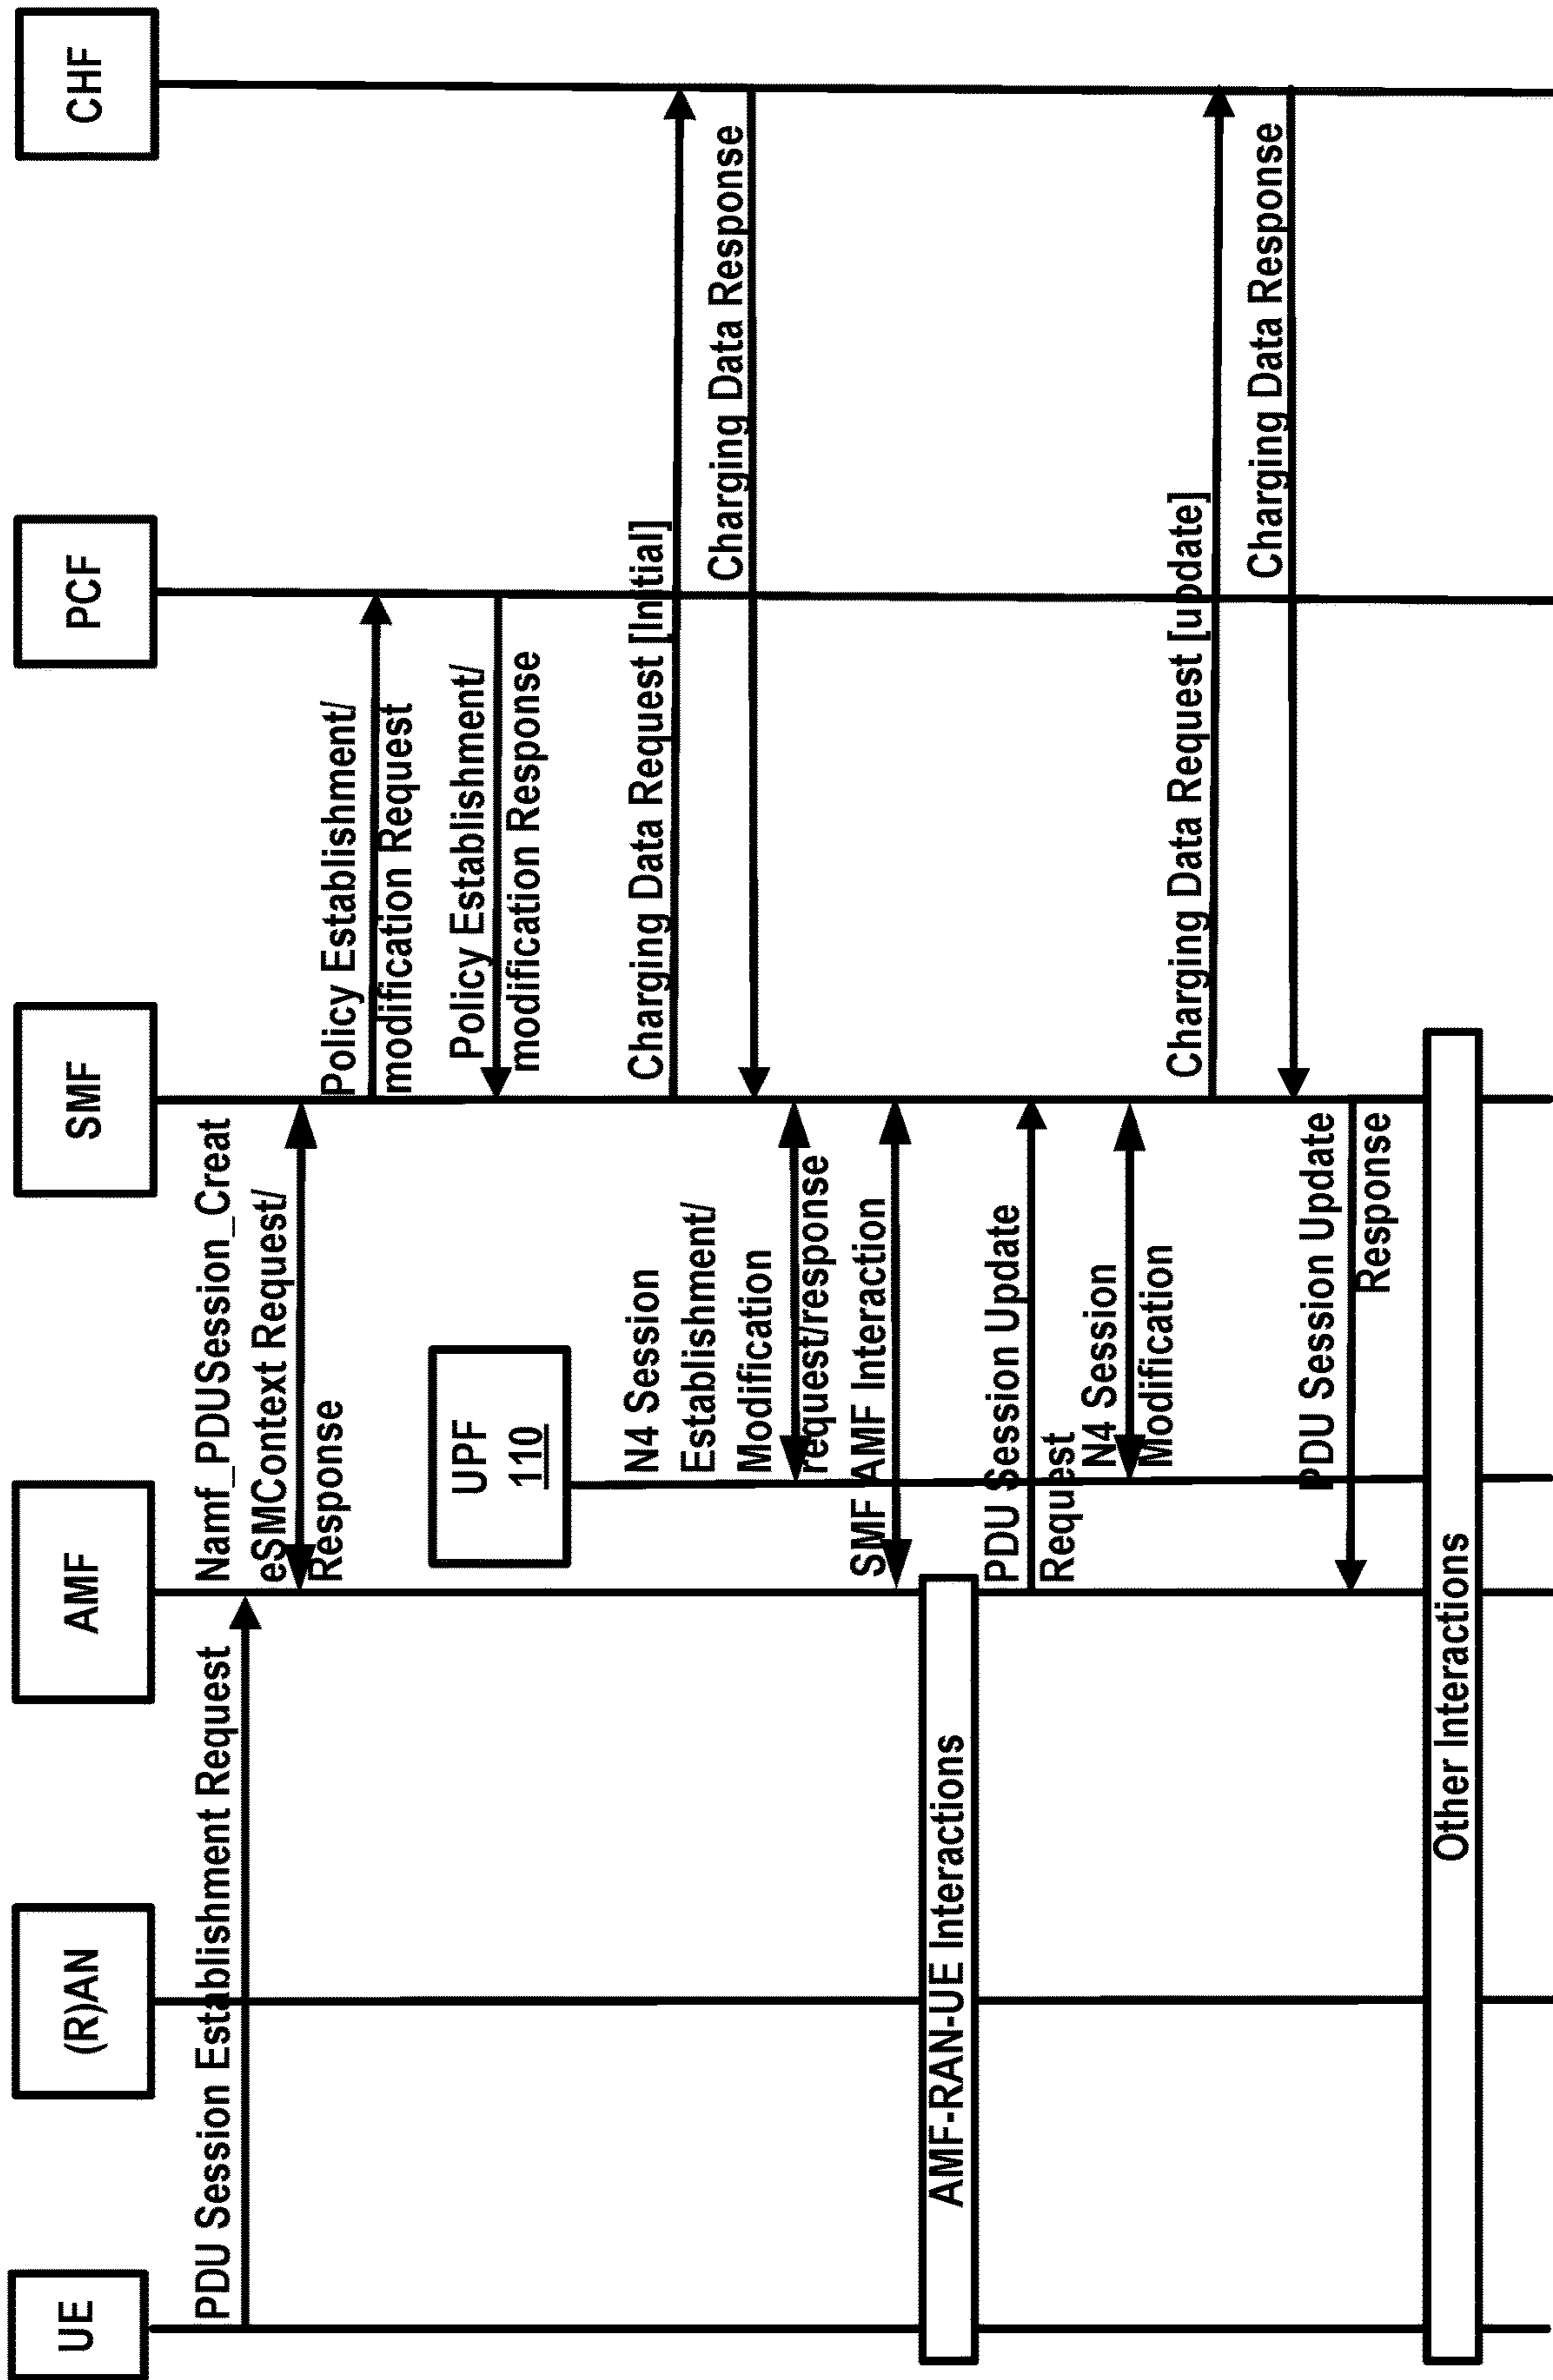 UE
(R)AN
AMF
SMF
PCF
CHF
PDU Session Establishment Request
Namf_PDUSession_Creat
eSMContext Request/
Response
Policy Establishment/
modification Request
UPF
110
Policy Establishment/
modification Response
N4 Session
Establishment/
Modification
request/response
Charging Data Request [Initial]
Charging Data Response
SMF AMF Interaction
AMF-RAN-UE Interactions
PDU Session Update
Request
N4 Session
Modification
Charging Data Request [update]
Charging Data Response
PDU Session Update
Response
Other Interactions